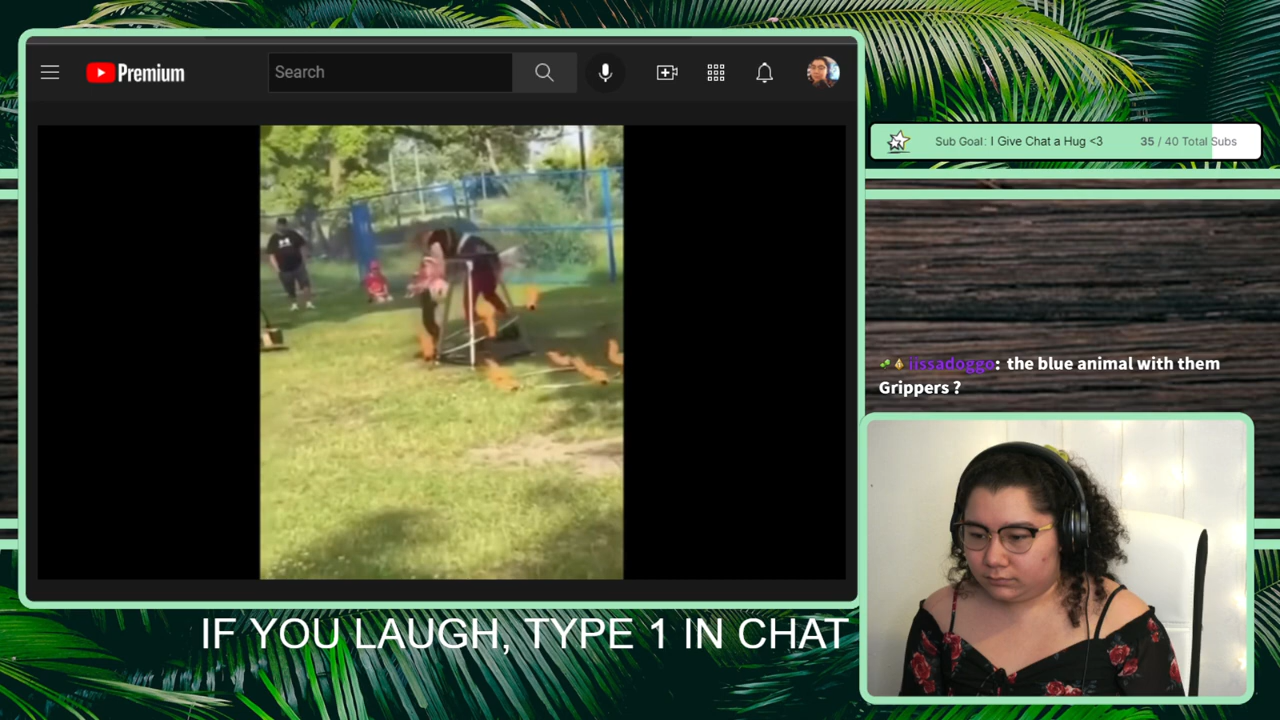 Premium
Search
Sub Goal: I Give Chat a Hug <3 35 / 40 Total Subs
iissadoggo: the blue animal with them
Grippers ?
IF YOU LAUGH, TYPE 1 IN CHAT